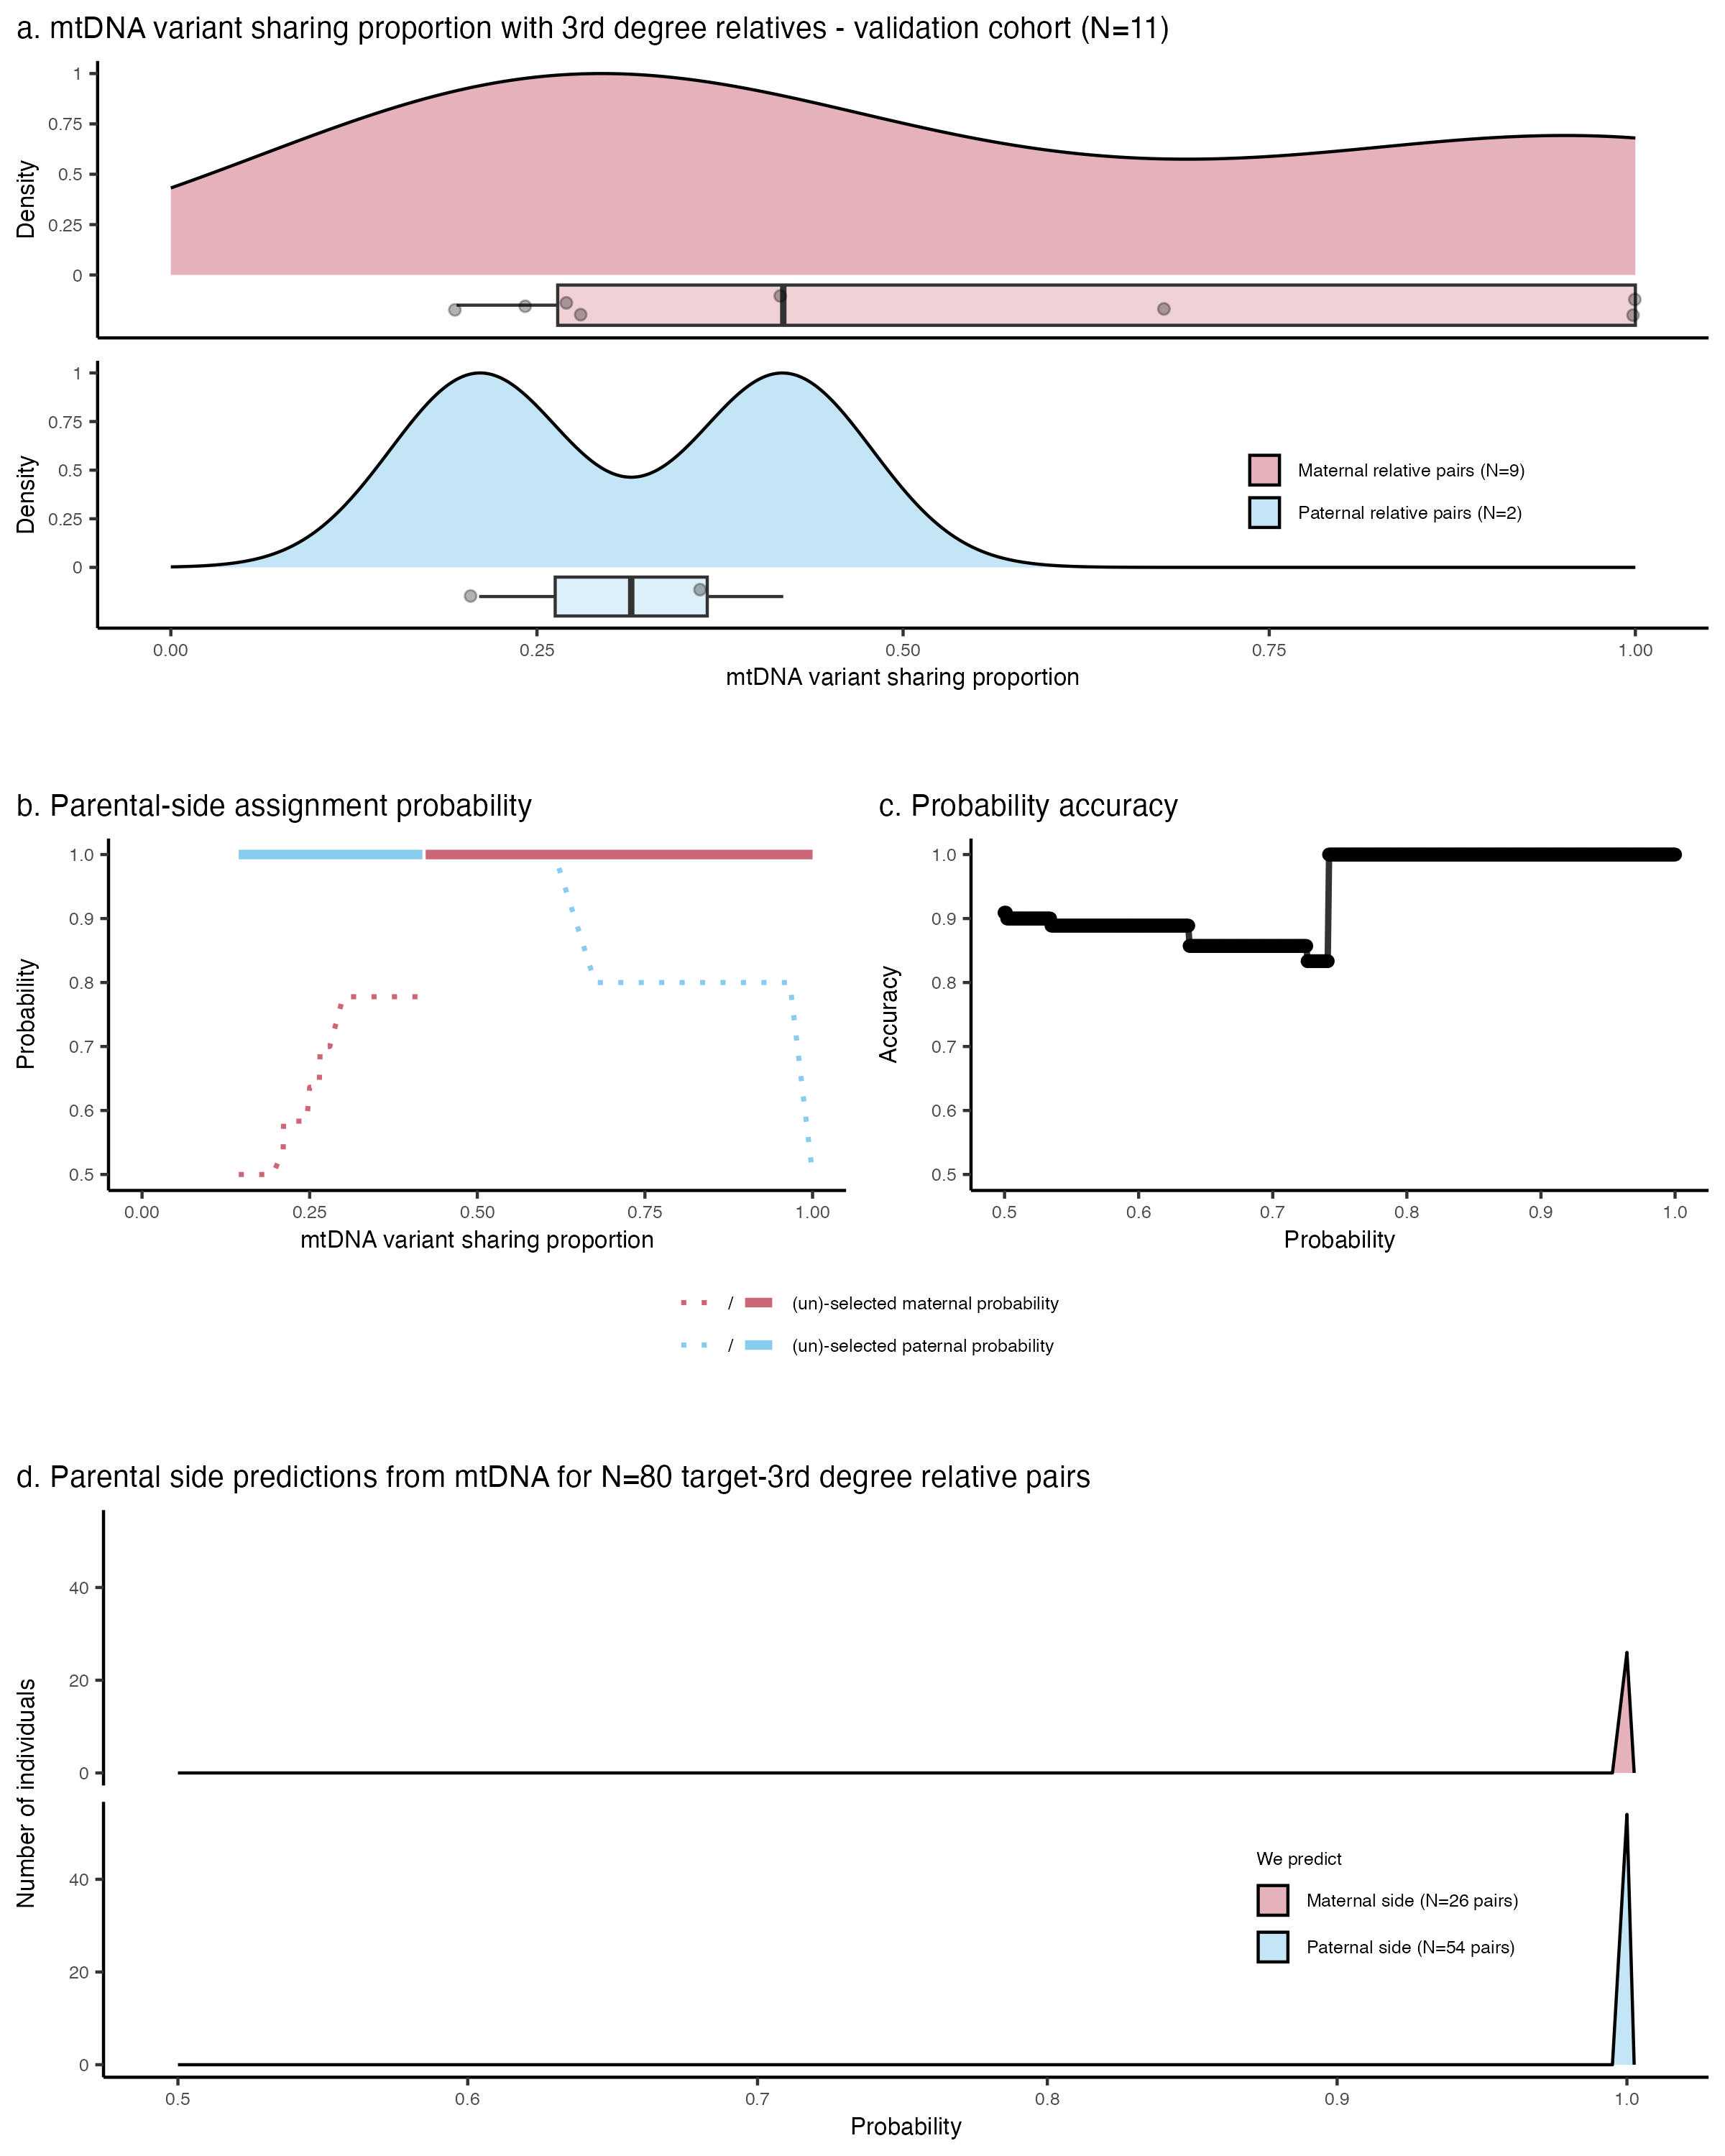 a. mtDNA variant sharing proportion with 3rd degree relatives - validation cohort (N=11)
Density
1
0.75
0.5
0.25
0
Density
1
0.75
0.5
0.25
0
Maternal relative pairs (N=9)
Paternal relative pairs (N=2)
0.00 0.25 0.50 0.75 1.00
mtDNA variant sharing proportion
b. Parental-side assignment probability
Probability
1.0
0.9
0.8
0.7
0.6
0.5
0.00 0.25 0.50 0.75 1.00
mtDNA variant sharing proportion
c. Probability accuracy
Accuracy
1.0
0.9
0.8
0.7
0.6
0.5
0.5 0.6 0.7 0.8 0.9 1.0
Probability
/ (un)-selected maternal probability
/ (un)-selected paternal probability
d. Parental side predictions from mtDNA for N=80 target-3rd degree relative pairs
Number of individuals
40
20
0
40
20
0
We predict
Maternal side (N=26 pairs)
Paternal side (N=54 pairs)
0.5 0.6 0.7 0.8 0.9 1.0
Probability